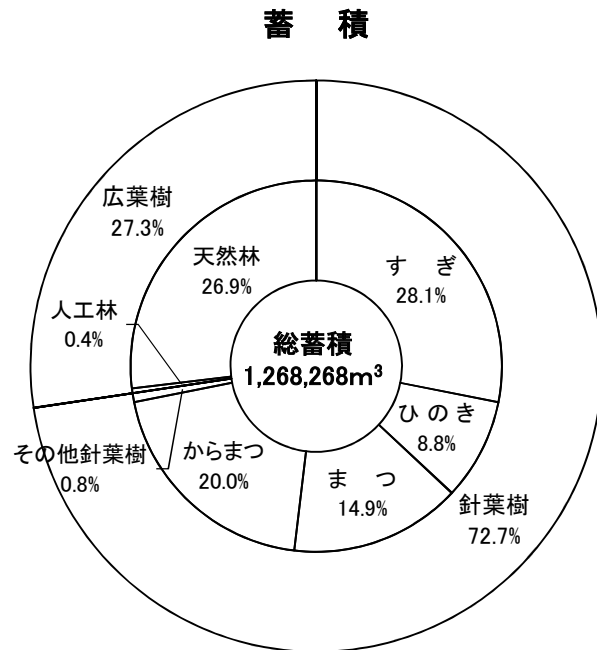 蓄 積
広葉樹
27.3%
天然林
26.9%
す ぎ
28.1%
人工林
0.4%
総蓄積
1,268,268m³
ひ の き
8.8%
その他針葉樹
0.8%
からまつ
20.0%
ま つ
14.9%
針葉樹
72.7%